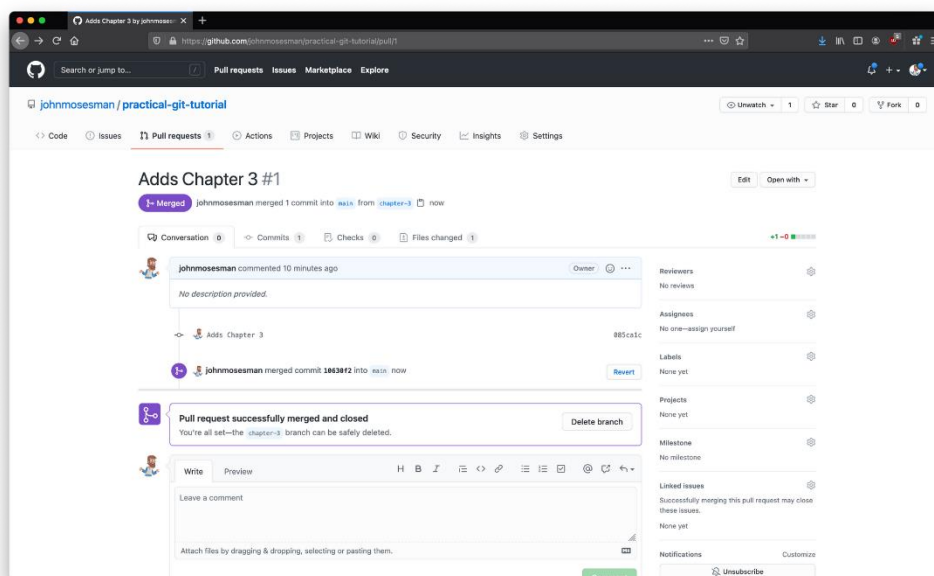 Adds Chapter 3 by johnmoses
https://github.com/johnmosesman/practical-git-tutorial/pull/1
Search or jump to... / Pull requests Issues Marketplace Explore
johnmosesman / practical-git-tutorial Unwatch 1 Star 0 Fork 0
Code Issues Pull requests 1 Actions Projects Wiki Security Insights Settings
Adds Chapter 3 #1 Edit Open with
Merged johnmosesman merged 1 commit into main from chapter-3 now
Conversation 0 Commits 1 Checks 0 Files changed 1 +1 −0
johnmosesman commented 10 minutes ago Owner ...
No description provided.
Adds Chapter 3 085ca1c
johnmosesman merged commit 10630f2 into main now Revert
Pull request successfully merged and closed
You're all set—the chapter-3 branch can be safely deleted.
Delete branch
Write Preview H B I
Leave a comment
Attach files by dragging & dropping, selecting or pasting them.
Reviewers
No reviews
Assignees
No one—assign yourself
Labels
None yet
Projects
None yet
Milestone
No milestone
Linked issues
Successfully merging this pull request may close
these issues.
None yet
Notifications Customize
Unsubscribe